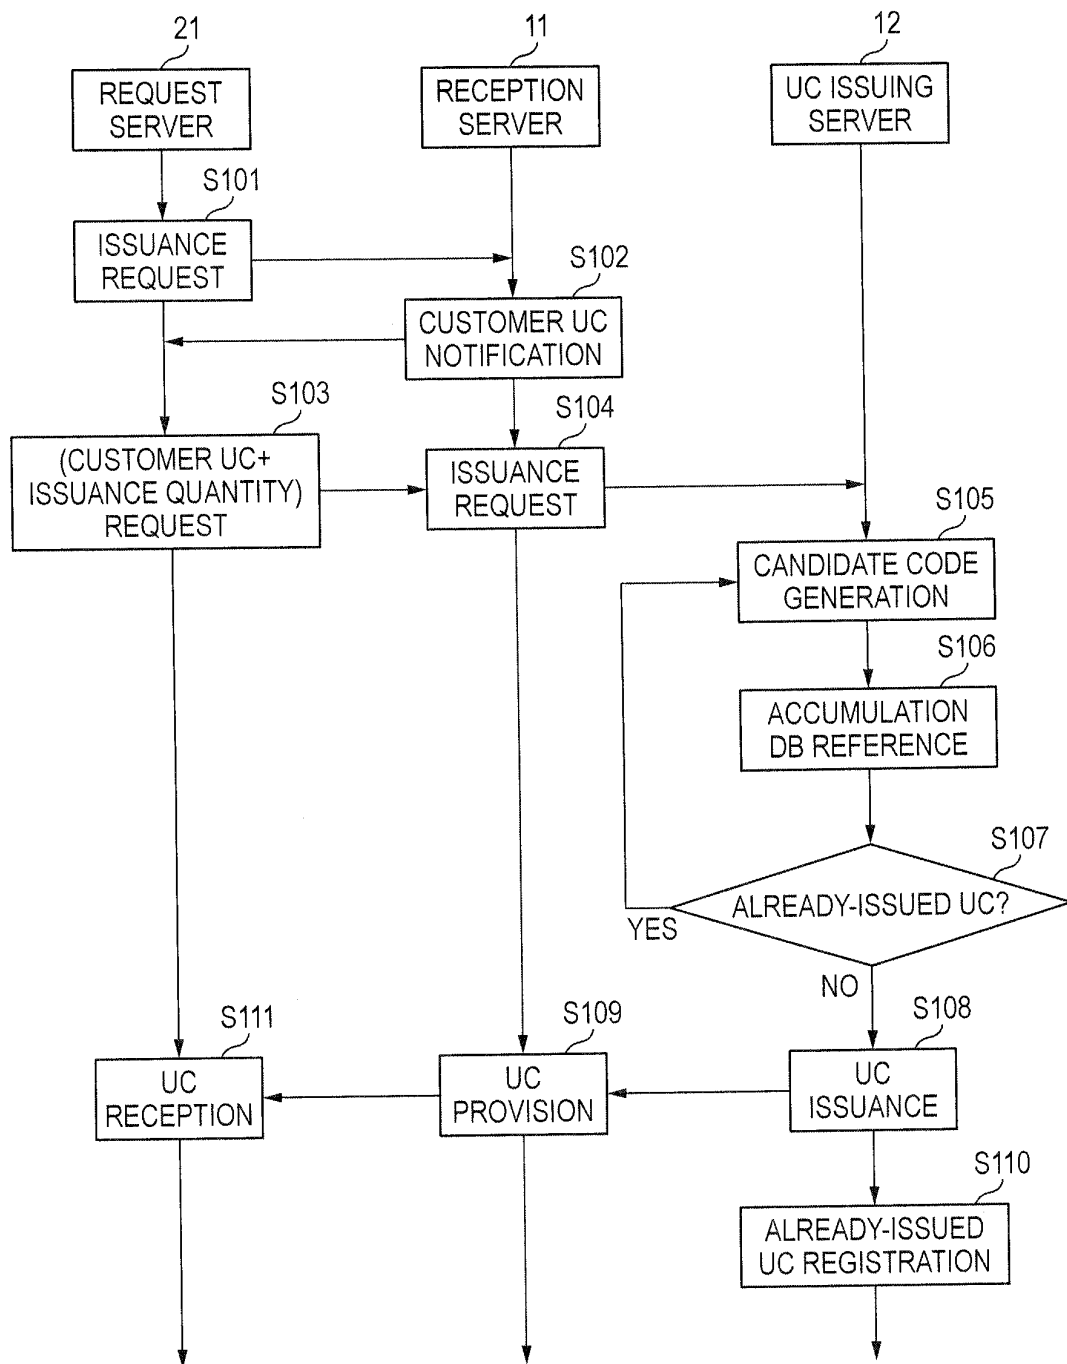 21
11
12
REQUEST
SERVER
RECEPTION
SERVER
UC ISSUING
SERVER
S101
ISSUANCE
REQUEST
S102
CUSTOMER UC
NOTIFICATION
S103
(CUSTOMER UC+
ISSUANCE QUANTITY)
REQUEST
S104
ISSUANCE
REQUEST
S105
CANDIDATE CODE
GENERATION
S106
ACCUMULATION
DB REFERENCE
S107
ALREADY-ISSUED UC?
YES
NO
S108
UC
ISSUANCE
S109
UC
PROVISION
S111
UC
RECEPTION
S110
ALREADY-ISSUED
UC REGISTRATION